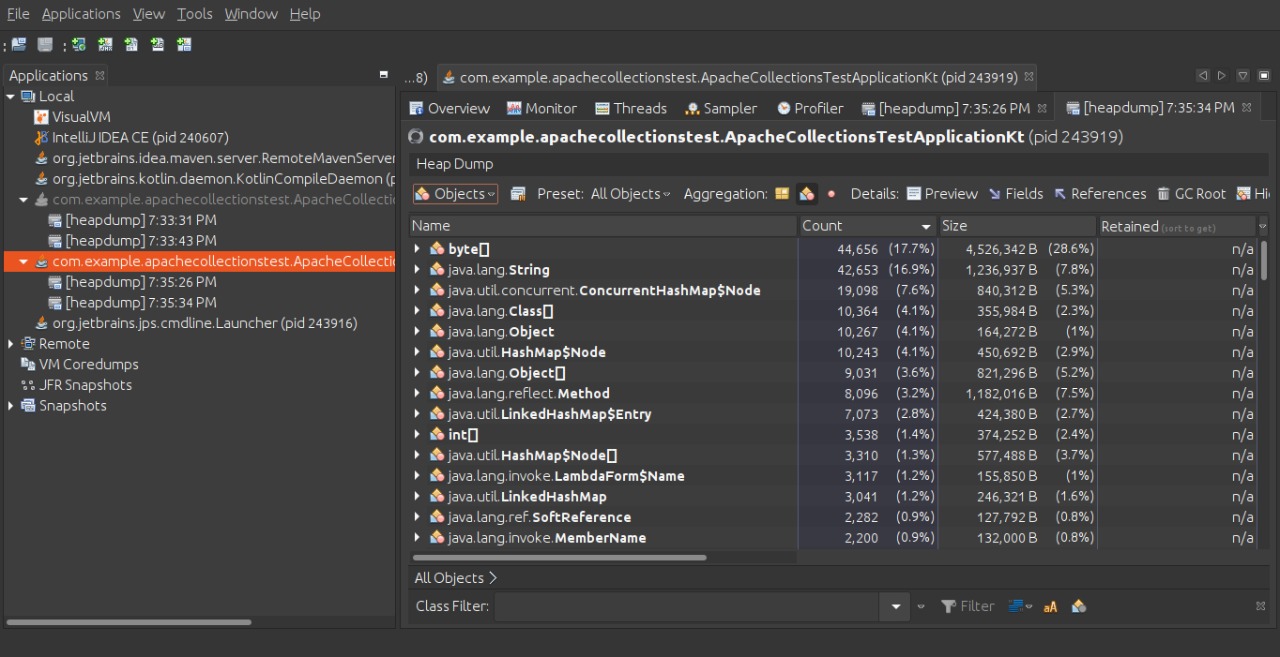 File Applications View Tools Window Help
Applications
Local
VisualVM
IntelliJ IDEA CE (pid 240607)
org.jetbrains.idea.maven.server.RemoteMavenServer
org.jetbrains.kotlin.daemon.KotlinCompileDaemon (p
com.example.apachecollectionstest.ApacheCollectio
[heapdump] 7:33:31 PM
[heapdump] 7:33:43 PM
com.example.apachecollectionstest.ApacheCollectio
[heapdump] 7:35:26 PM
[heapdump] 7:35:34 PM
org.jetbrains.jps.cmdline.Launcher (pid 243916)
Remote
VM Coredumps
JFR Snapshots
Snapshots
...8) com.example.apachecollectionstest.ApacheCollectionsTestApplicationKt (pid 243919)
Overview Monitor Threads Sampler Profiler [heapdump] 7:35:26 PM [heapdump] 7:35:34 PM
com.example.apachecollectionstest.ApacheCollectionsTestApplicationKt (pid 243919)
Heap Dump
Objects Preset: All Objects Aggregation: Details: Preview Fields References GC Root Hi
Name Count Size Retained (sort to get)
byte[] 44,656 (17.7%) 4,526,342 B (28.6%) n/a
java.lang.String 42,653 (16.9%) 1,236,937 B (7.8%) n/a
java.util.concurrent.ConcurrentHashMap$Node 19,098 (7.6%) 840,312 B (5.3%) n/a
java.lang.Class[] 10,364 (4.1%) 355,984 B (2.3%) n/a
java.lang.Object 10,267 (4.1%) 164,272 B (1%) n/a
java.util.HashMap$Node 10,243 (4.1%) 450,692 B (2.9%) n/a
java.lang.Object[] 9,031 (3.6%) 821,296 B (5.2%) n/a
java.lang.reflect.Method 8,096 (3.2%) 1,182,016 B (7.5%) n/a
java.util.LinkedHashMap$Entry 7,073 (2.8%) 424,380 B (2.7%) n/a
int[] 3,538 (1.4%) 374,252 B (2.4%) n/a
java.util.HashMap$Node[] 3,310 (1.3%) 577,488 B (3.7%) n/a
java.lang.invoke.LambdaForm$Name 3,117 (1.2%) 155,850 B (1%) n/a
java.util.LinkedHashMap 3,041 (1.2%) 246,321 B (1.6%) n/a
java.lang.ref.SoftReference 2,282 (0.9%) 127,792 B (0.8%) n/a
java.lang.invoke.MemberName 2,200 (0.9%) 132,000 B (0.8%) n/a
All Objects
Class Filter: Filter aA